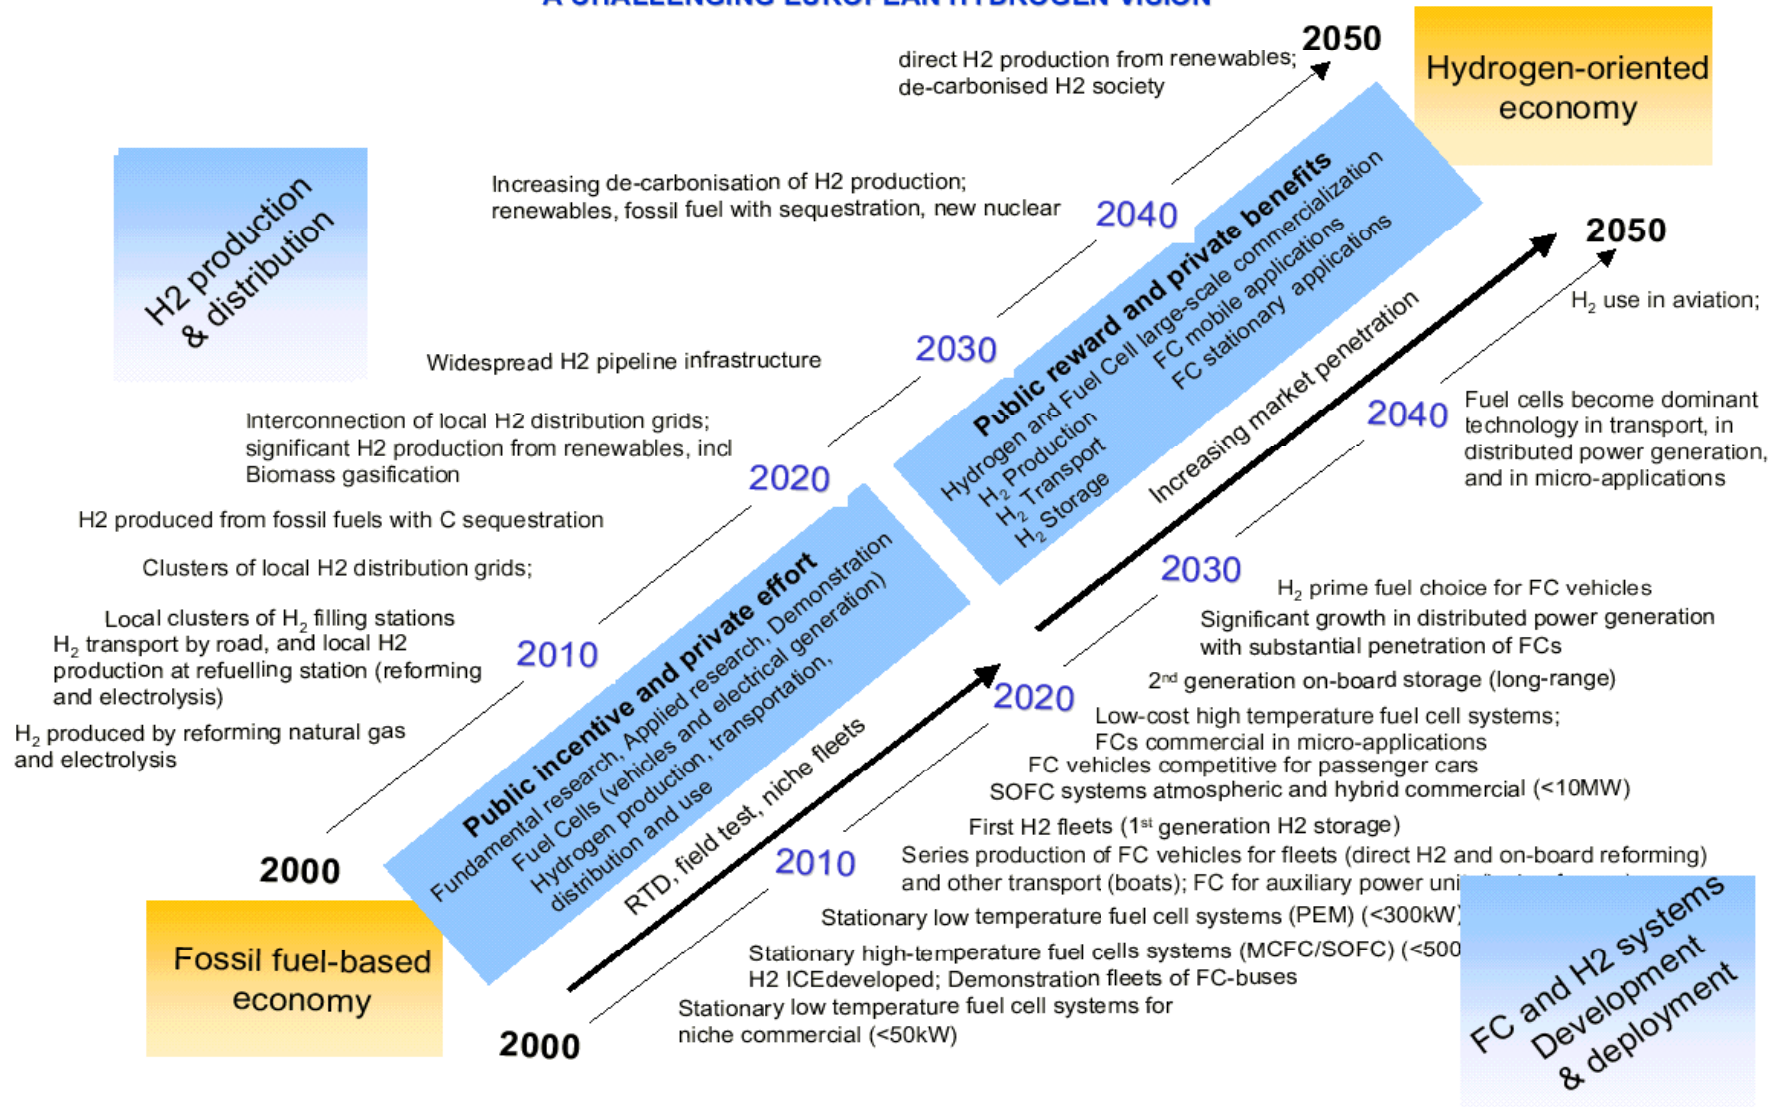 A CHALLENGING EUROPEAN HYDROGEN VISION
2050
direct H2 production from renewables;
de-carbonised H2 society
Hydrogen-oriented
economy
H2 production
& distribution
Increasing de-carbonisation of H2 production;
renewables, fossil fuel with sequestration, new nuclear
2040
2030
Widespread H2 pipeline infrastructure
Interconnection of local H2 distribution grids;
significant H2 production from renewables, incl
Biomass gasification
2020
H2 produced from fossil fuels with C sequestration
Clusters of local H2 distribution grids;
Local clusters of H₂ filling stations
H₂ transport by road, and local H2
production at refuelling station (reforming
and electrolysis)
2010
H₂ produced by reforming natural gas
and electrolysis
2000
Fossil fuel-based
economy
Public reward and private benefits
Hydrogen and Fuel Cell large-scale commercialization
H₂ Production
H₂ Transport
H₂ Storage
FC mobile applications
FC stationary applications
Public incentive and private effort
Fundamental research, Applied research, Demonstration
Fuel Cells (vehicles and electrical generation)
Hydrogen production, transportation,
distribution and use
Increasing market penetration
RTD, field test, niche fleets
2050
H₂ use in aviation;
2040
Fuel cells become dominant
technology in transport, in
distributed power generation,
and in micro-applications
2030
H₂ prime fuel choice for FC vehicles
Significant growth in distributed power generation
with substantial penetration of FCs
2nd generation on-board storage (long-range)
2020
Low-cost high temperature fuel cell systems;
FCs commercial in micro-applications
FC vehicles competitive for passenger cars
SOFC systems atmospheric and hybrid commercial (<10MW)
First H2 fleets (1st generation H2 storage)
2010
Series production of FC vehicles for fleets (direct H2 and on-board reforming)
and other transport (boats); FC for auxiliary power
Stationary low temperature fuel cell systems (PEM) (<300kW)
Stationary high-temperature fuel cells systems (MCFC/SOFC) (<500
H2 ICEdeveloped; Demonstration fleets of FC-buses
Stationary low temperature fuel cell systems for
niche commercial (<50kW)
2000
FC and H2 systems
Development
& deployment